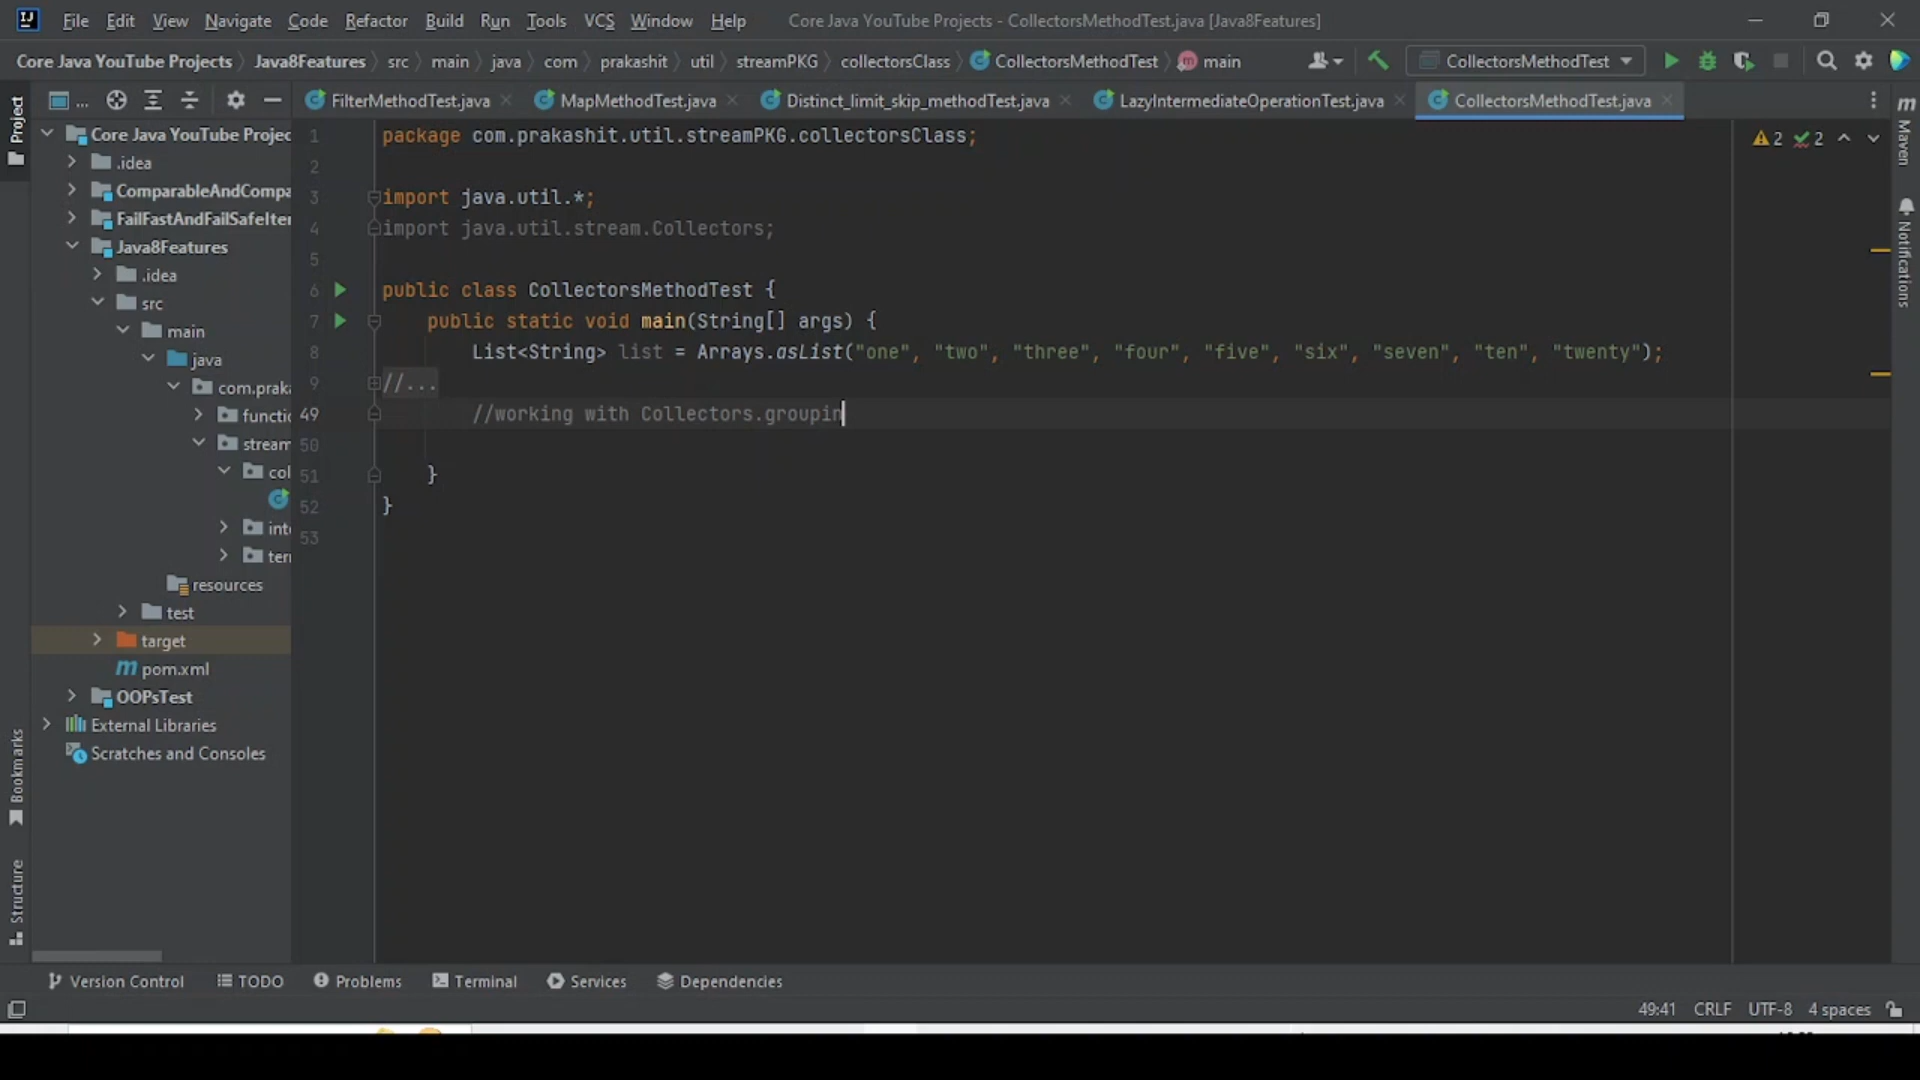 File Edit View Navigate Code Refactor Build Run Tools VCS Window Help Core Java YouTube Projects - CollectorsMethodTest.java [Java8Features]
Core Java YouTube Projects Java8Features src main java com prakashit util streamPKG collectorsClass CollectorsMethodTest main CollectorsMethodTest
Project ... FilterMethodTest.java MapMethodTest.java Distinct_limit_skip_methodTest.java LazyIntermediateOperationTest.java CollectorsMethodTest.java
Core Java YouTube Projec
.idea
ComparableAndCompa
FailFastAndFailSafeIter
Java8Features
.idea
src
main
java
com.praka
functio
stream
col
inte
ter
resources
test
target
pom.xml
OOPsTest
External Libraries
Scratches and Consoles
1 package com.prakashit.util.streamPKG.collectorsClass;
2
3 import java.util.*;
4 import java.util.stream.Collectors;
5
6 public class CollectorsMethodTest {
7 public static void main(String[] args) {
8 List<String> list = Arrays.asList("one", "two", "three", "four", "five", "six", "seven", "ten", "twenty");
9 //...
49 //working with Collectors.groupin
50
51 }
52 }
53
2 2
Maven
Notifications
Bookmarks
Structure
Version Control TODO Problems Terminal Services Dependencies
49:41 CRLF UTF-8 4 spaces